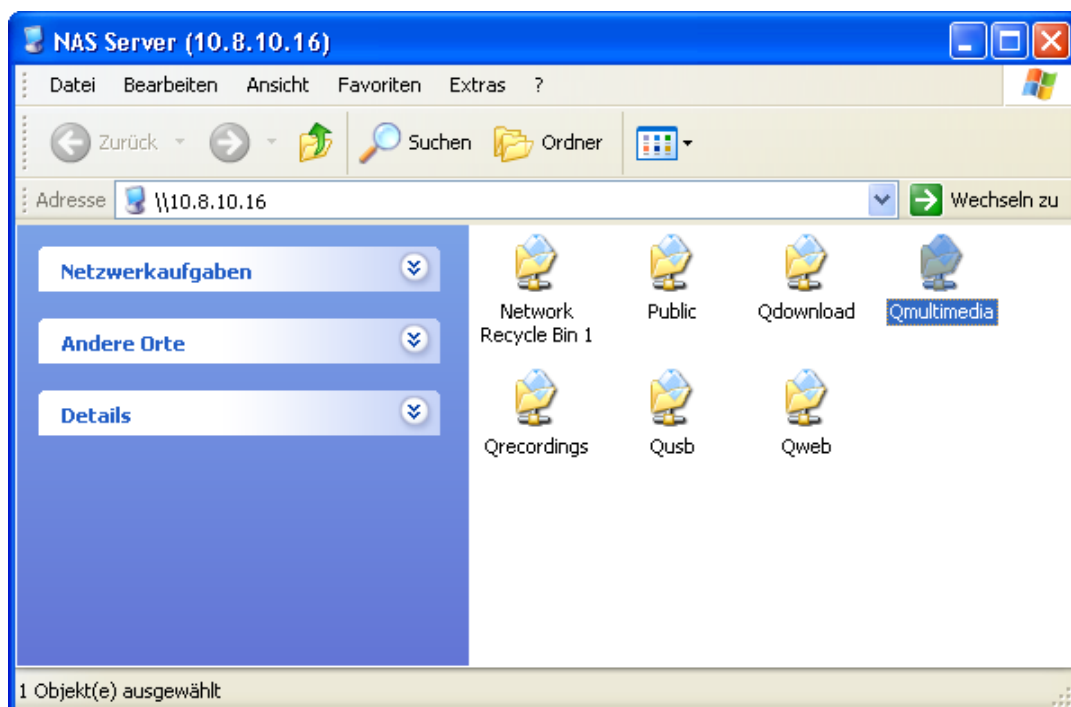 NAS Server (10.8.10.16)
Datei Bearbeiten Ansicht Favoriten Extras ?
Zurück Suchen Ordner
Adresse \\10.8.10.16 Wechseln zu
Netzwerkaufgaben
Andere Orte
Details
Network Recycle Bin 1
Public
Qdownload
Qmultimedia
Qrecordings
Qusb
Qweb
1 Objekt(e) ausgewählt